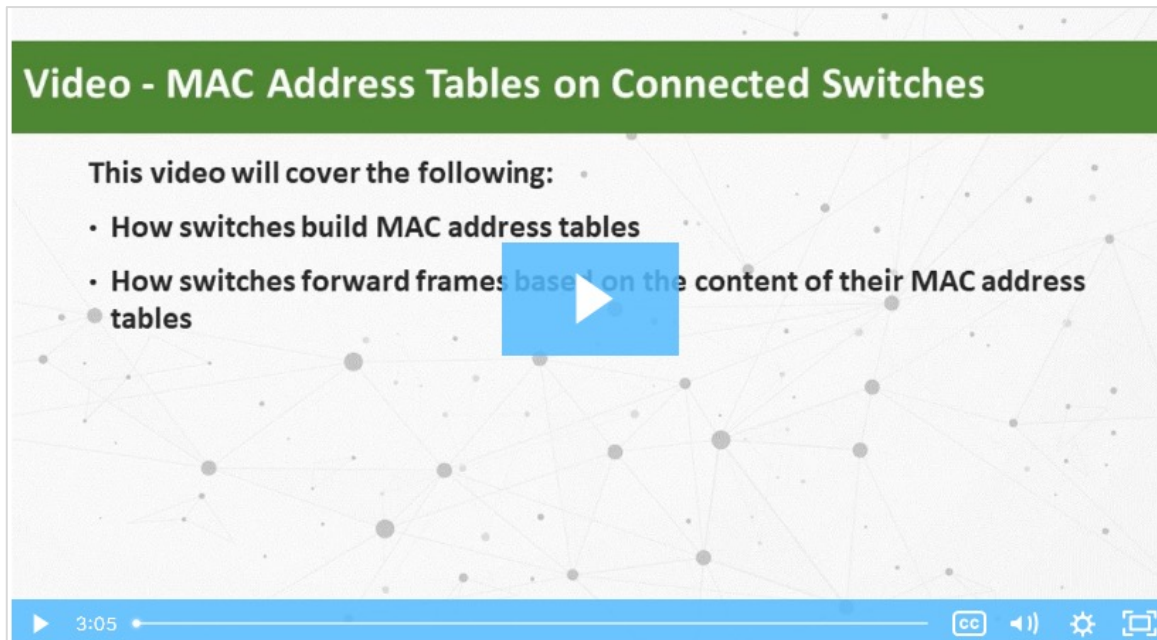 Video - MAC Address Tables on Connected Switches
This video will cover the following:
• How switches build MAC address tables
• How switches forward frames based on the content of their MAC address
tables
3:05
CC